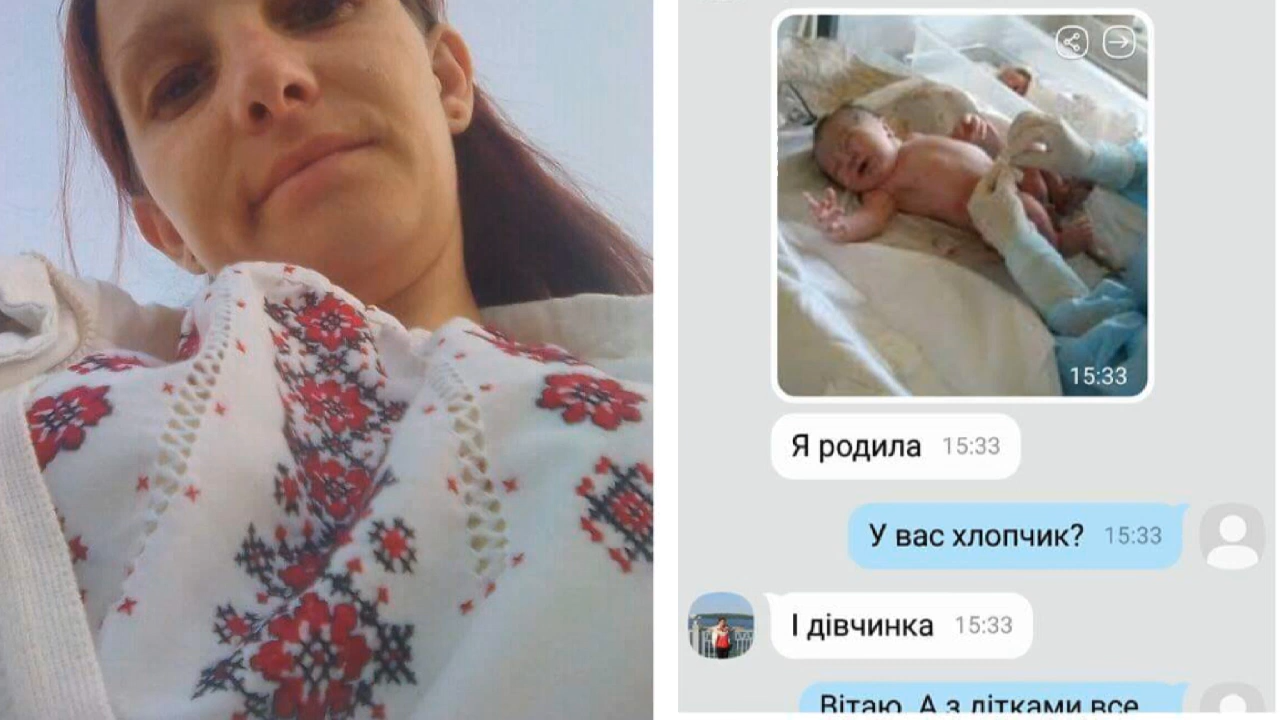 15:33
Я родила 15:33
У вас хлопчик? 15:33
І дівчинка 15:33
Вітаю. А з дітками все